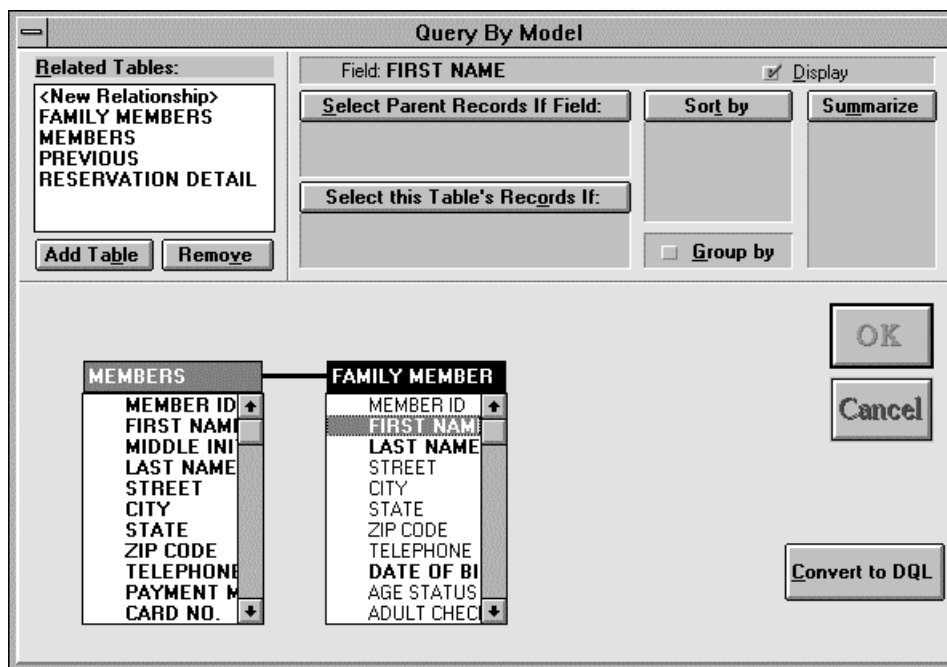 Query By Model
Related Tables:
<New Relationship>
FAMILY MEMBERS
MEMBERS
PREVIOUS
RESERVATION DETAIL
Add Table
Remove
Field: FIRST NAME
Display
Select Parent Records If Field:
Sort by
Summarize
Select this Table's Records If:
Group by
MEMBERS
MEMBER ID
FIRST NAM
MIDDLE INI
LAST NAME
STREET
CITY
STATE
ZIP CODE
TELEPHONE
PAYMENT M
CARD NO.
FAMILY MEMBER
MEMBER ID
FIRST NAM
LAST NAME
STREET
CITY
STATE
ZIP CODE
TELEPHONE
DATE OF BI
AGE STATUS
ADULT CHEC
OK
Cancel
Convert to DQL